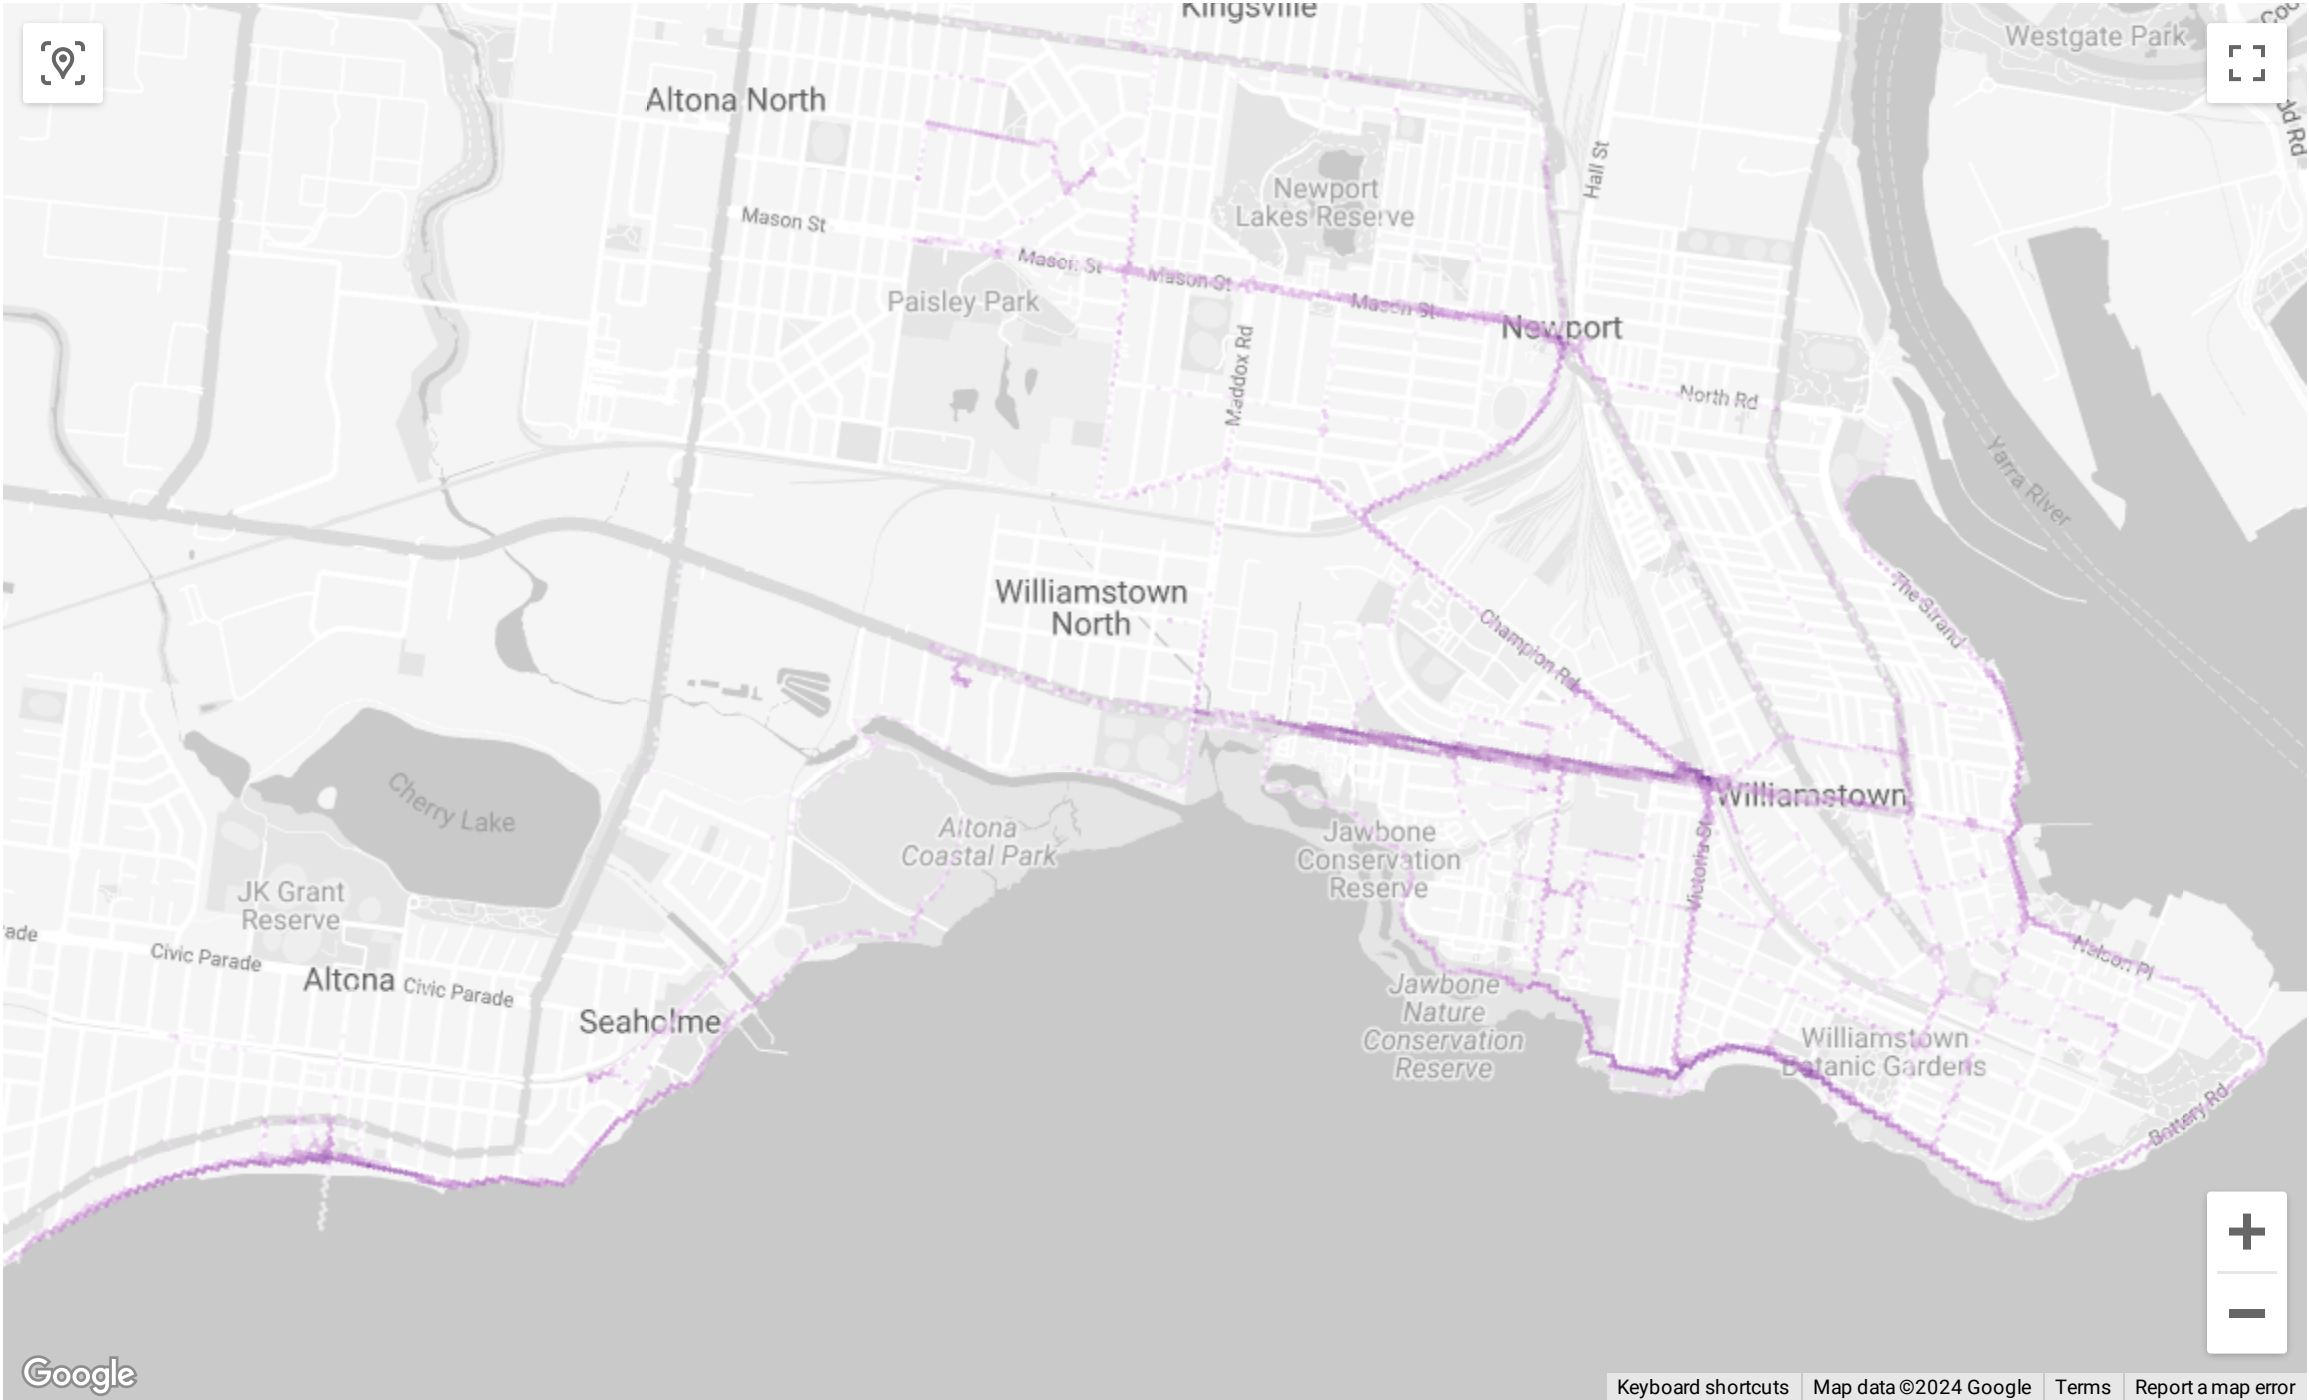 Kingsville
Westgate Park
Altona North
Hall St
Newport
Lakes Reserve
Mason St
Mason St
Mason St
Mason St
Paisley Park
Newport
Maddox Rd
North Rd
Yarra River
Williamstown
North
The Strand
Champion Rd
Cherry Lake
Williamstown
Altona
Coastal Park
Jawbone
Conservation
Reserve
Victoria St
JK Grant
Reserve
ade
Civic Parade
Altona
Civic Parade
Nelson Pl
Jawbone
Nature
Conservation
Reserve
Seaholme
Williamstown
Botanic Gardens
Battery Rd
Google
Keyboard shortcuts
Map data ©2024 Google
Terms
Report a map error